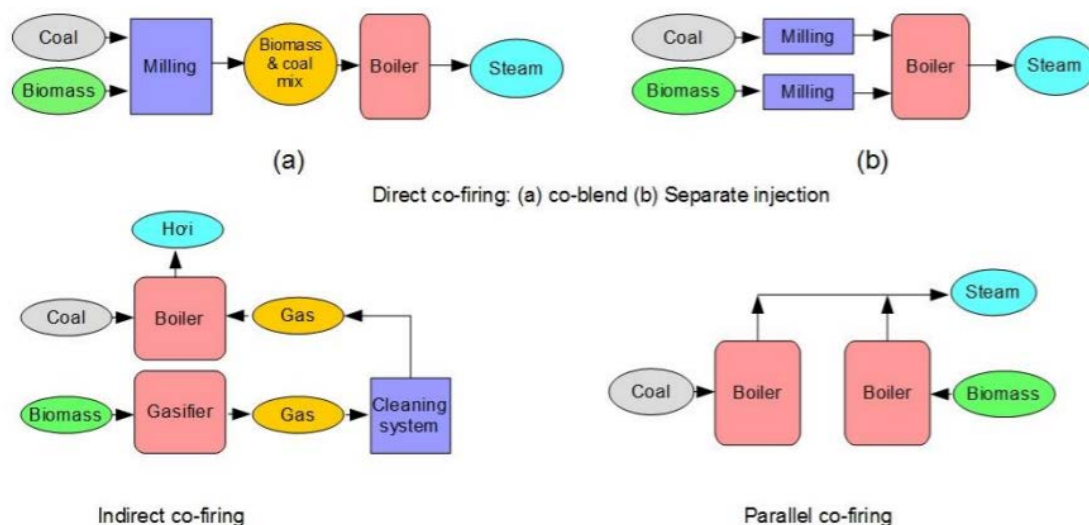 Coal
Biomass
Milling
Biomass
& coal
mix
Boiler
Steam
(a)
Coal
Biomass
Milling
Milling
Boiler
Steam
(b)
Direct co-firing: (a) co-blend (b) Separate injection
Hơi
Coal
Boiler
Gas
Biomass
Gasifier
Gas
Cleaning
system
Indirect co-firing
Steam
Coal
Boiler
Boiler
Biomass
Parallel co-firing